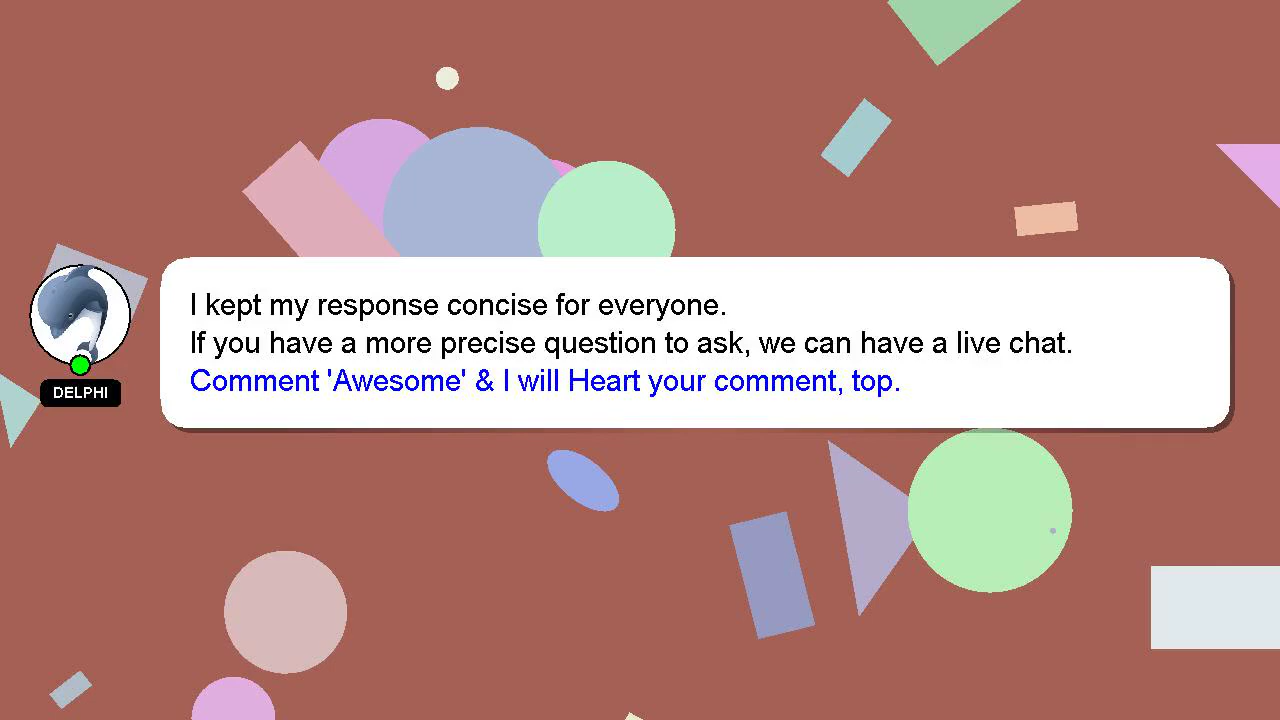 I kept my response concise for everyone.
If you have a more precise question to ask, we can have a live chat.
Comment 'Awesome' & I will Heart your comment, top.
DELPHI